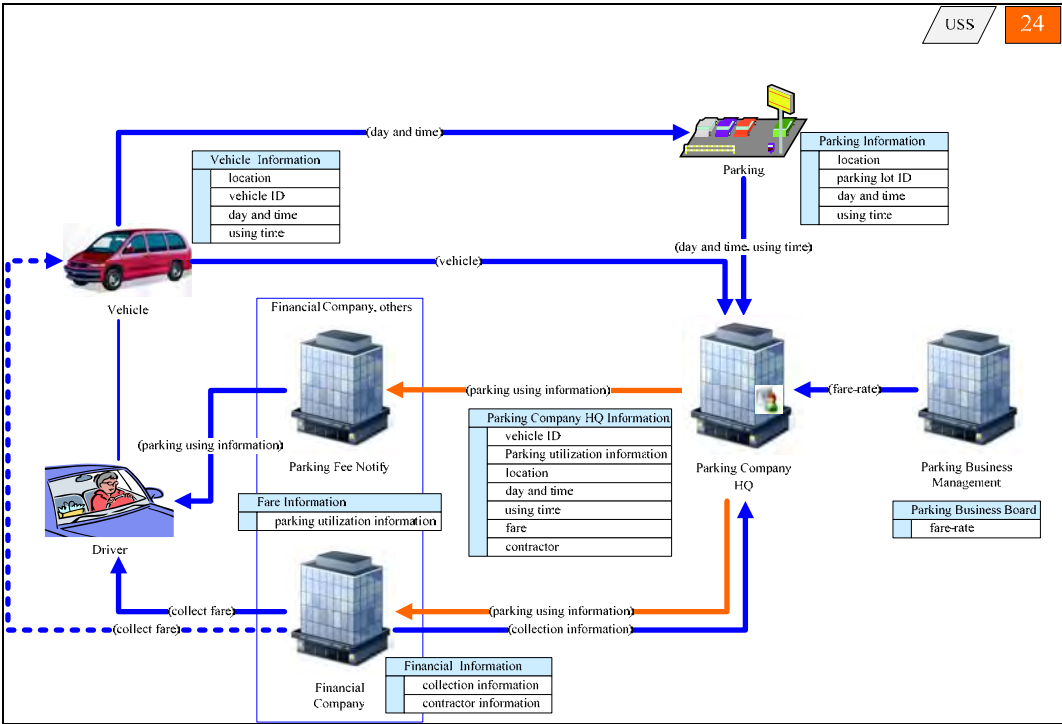 USS
24
(day and time)
Parking
Parking Information
location
parking lot ID
day and time
using time
Vehicle Information
location
vehicle ID
day and time
using time
(day and time, using time)
(vehicle)
Vehicle
Financial Company, others
(parking using information)
(fare-rate)
(parking using information)
Parking Fee Notify
Parking Company HQ Information
vehicle ID
Parking utilization information
location
day and time
using time
fare
contractor
Parking Company
HQ
Parking Business
Management
Parking Business Board
fare-rate
Fare Information
parking utilization information
Driver
(collect fare)
(parking using information)
(collect fare)
(collection information)
Financial Information
collection information
contractor information
Financial
Company